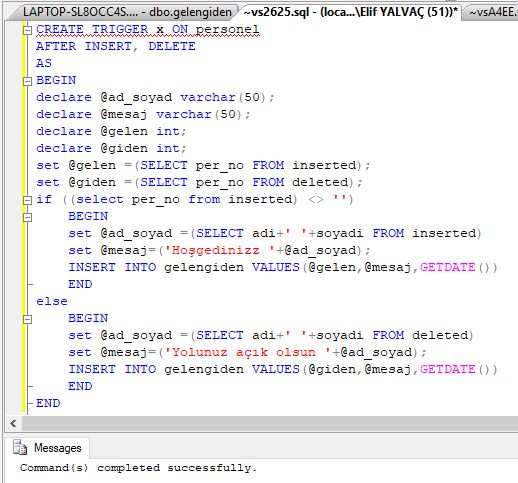 LAPTOP-SL8OCC4S.... - dbo.gelengiden ~vs2625.sql - (loca...\Elif YALVAÇ (51))* ~vsA4EE.
CREATE TRIGGER x ON personel
AFTER INSERT, DELETE
AS
BEGIN
declare @ad_soyad varchar(50);
declare @mesaj varchar(50);
declare @gelen int;
declare @giden int;
set @gelen =(SELECT per_no FROM inserted);
set @giden =(SELECT per_no FROM deleted);
if ((select per_no from inserted) <> '')
BEGIN
set @ad_soyad =(SELECT adi+' '+soyadi FROM inserted)
set @mesaj=('Hoşgedinizz '+@ad_soyad);
INSERT INTO gelengiden VALUES(@gelen,@mesaj,GETDATE())
END
else
BEGIN
set @ad_soyad =(SELECT adi+' '+soyadi FROM deleted)
set @mesaj=('Yolunuz açık olsun '+@ad_soyad);
INSERT INTO gelengiden VALUES(@giden,@mesaj,GETDATE())
END
END
Messages
Command(s) completed successfully.